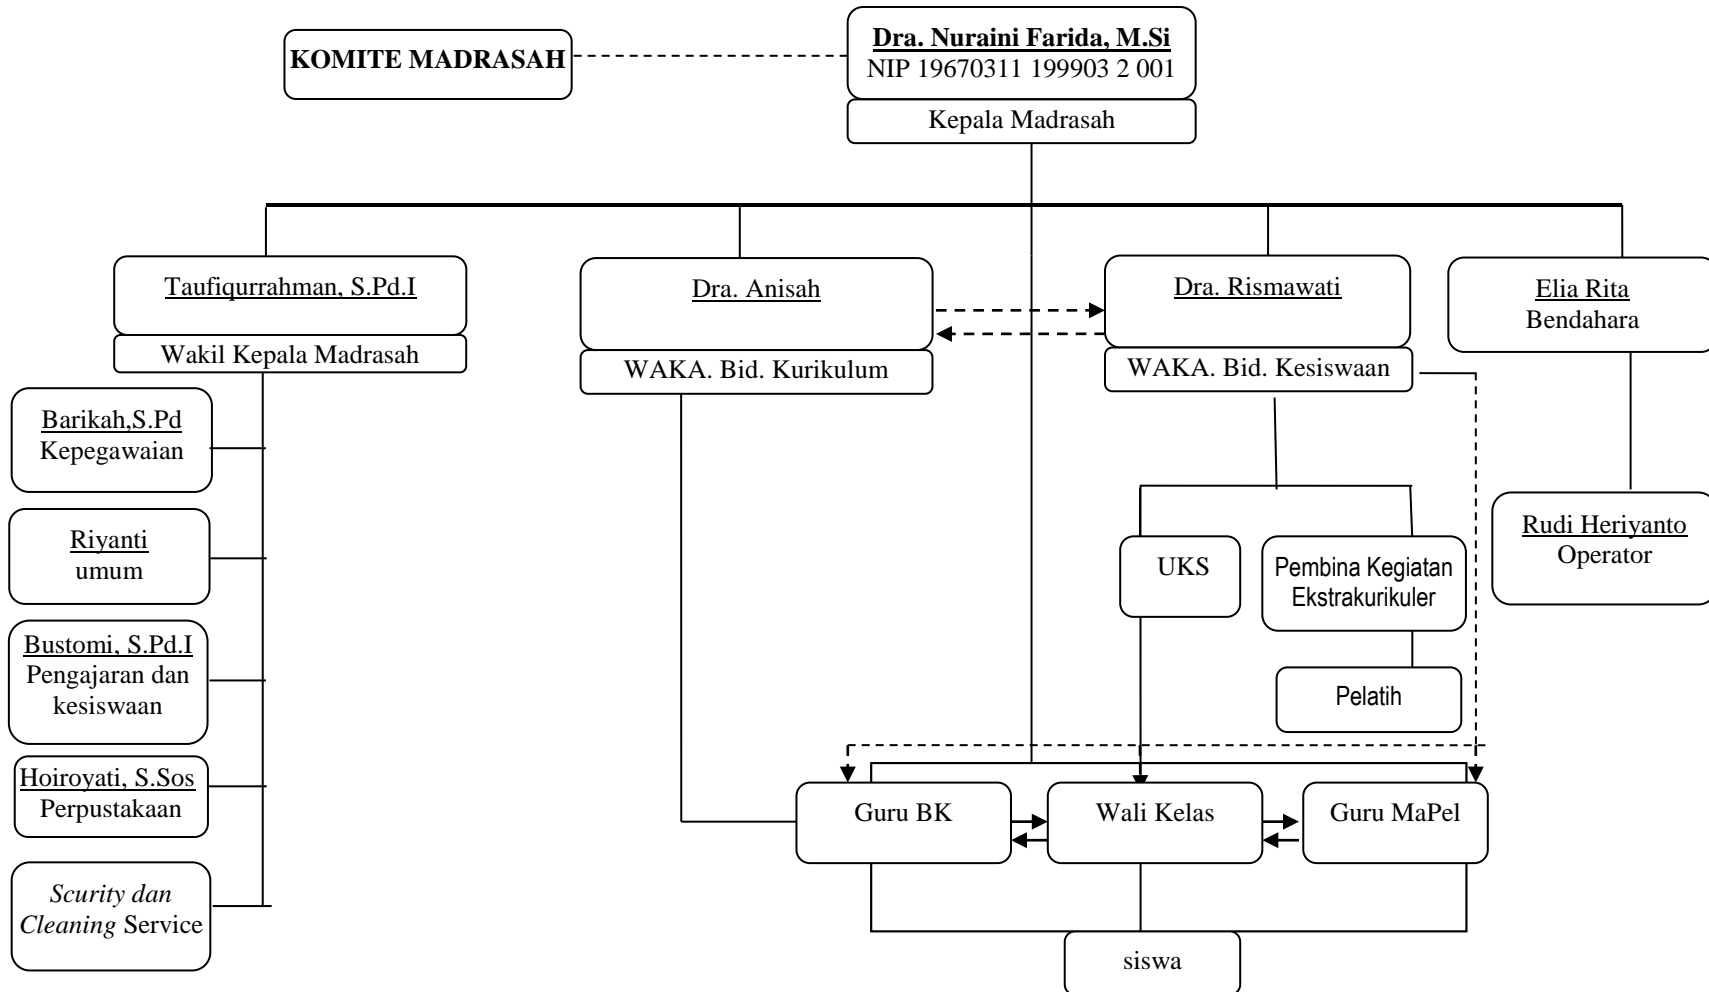 KOMITE MADRASAH
Dra. Nuraini Farida, M.Si
NIP 19670311 199903 2 001
Kepala Madrasah
Taufiqurrahman, S.Pd.I
Wakil Kepala Madrasah
Dra. Anisah
WAKA. Bid. Kurikulum
Dra. Rismawati
WAKA. Bid. Kesiswaan
Elia Rita
Bendahara
Barikah,S.Pd
Kepegawaian
Riyanti
umum
Bustomi, S.Pd.I
Pengajaran dan
kesiswaan
Hoiroyati, S.Sos
Perpustakaan
Scurity dan
Cleaning Service
UKS
Pembina Kegiatan
Ekstrakurikuler
Pelatih
Rudi Heriyanto
Operator
Guru BK
Wali Kelas
Guru MaPel
siswa